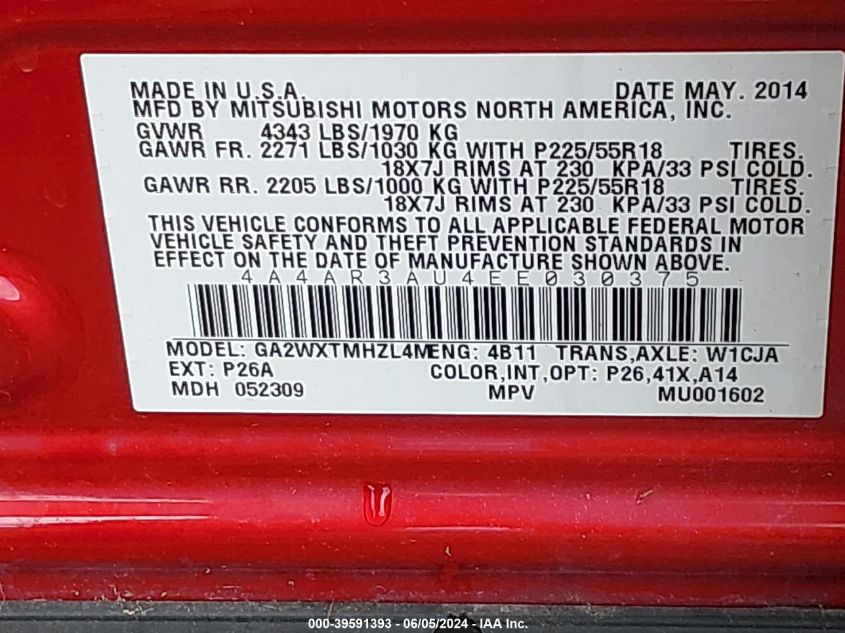 MADE IN U.S.A. DATE MAY. 2014
MFD BY MITSUBISHI MOTORS NORTH AMERICA, INC.
GVWR 4343 LBS/1970 KG
GAWR FR. 2271 LBS/1030 KG WITH P225/55R18 TIRES.
18X7J RIMS AT 230 KPA/33 PSI COLD.
GAWR RR. 2205 LBS/1000 KG WITH P225/55R18 TIRES.
18X7J RIMS AT 230 KPA/33 PSI COLD.
THIS VEHICLE CONFORMS TO ALL APPLICABLE FEDERAL MOTOR
VEHICLE SAFETY AND THEFT PREVENTION STANDARDS IN
EFFECT ON THE DATE OF MANUFACTURE SHOWN ABOVE.
4A4AR3AU4EE030375
MODEL: GA2WXTMHZL4M ENG: 4B11 TRANS,AXLE: W1CJA
EXT: P26A COLOR,INT,OPT: P26,41X,A14
MDH 052309 MPV MU001602
000-39591393 - 06/05/2024 - IAA Inc.